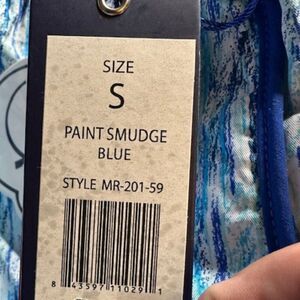 SIZE
S
PAINT SMUDGE
BLUE
STYLE MR-201-59
8 43597 11029 1